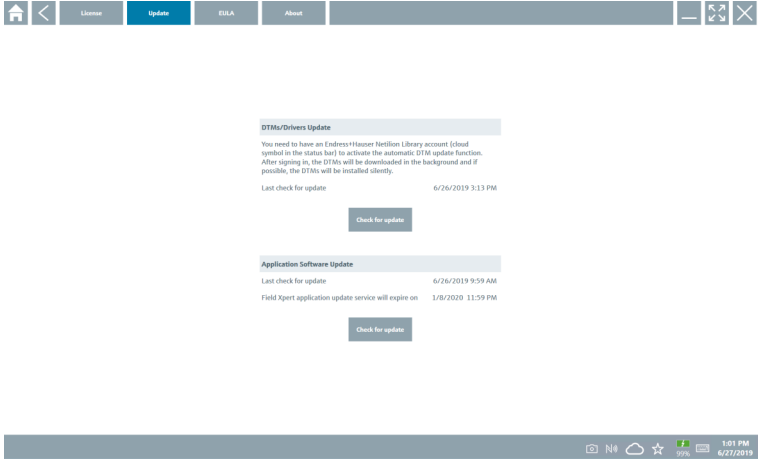 License Update EULA About
DTMs/Drivers Update
You need to have an Endress+Hauser Netilion Library account (cloud
symbol in the status bar) to activate the automatic DTM update function.
After signing in, the DTMs will be downloaded in the background and if
possible, the DTMs will be installed silently.
Last check for update 6/26/2019 3:13 PM
Check for update
Application Software Update
Last check for update 6/26/2019 9:59 AM
Field Xpert application update service will expire on 1/8/2020 11:59 PM
Check for update
99%
1:01 PM
6/27/2019